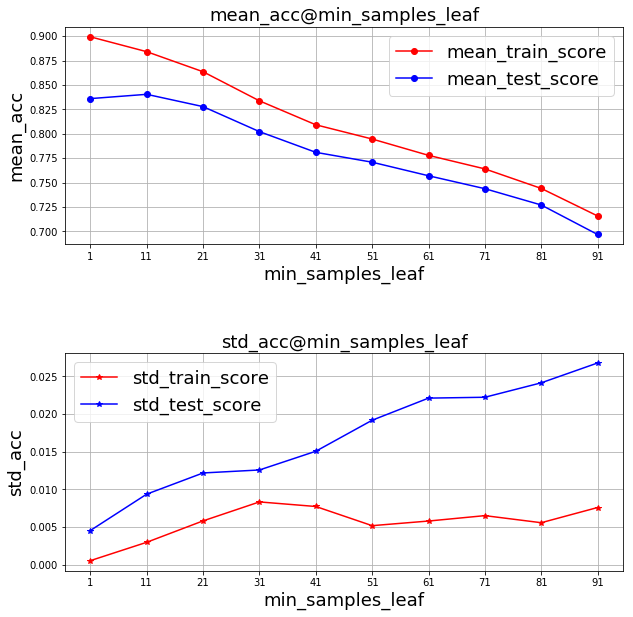 mean_acc@min_samples_leaf
mean_acc
0.900
0.875
0.850
0.825
0.800
0.775
0.750
0.725
0.700
mean_train_score
mean_test_score
1 11 21 31 41 51 61 71 81 91
min_samples_leaf
std_acc@min_samples_leaf
std_acc
0.025
0.020
0.015
0.010
0.005
0.000
std_train_score
std_test_score
1 11 21 31 41 51 61 71 81 91
min_samples_leaf